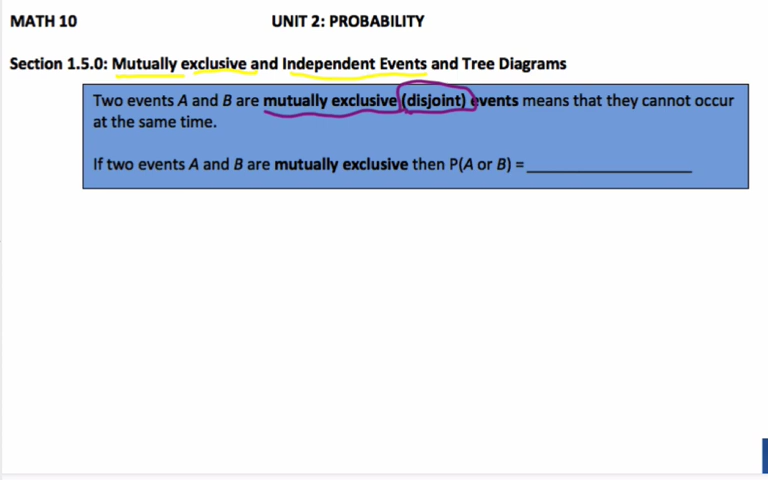 MATH 10 UNIT 2: PROBABILITY
Section 1.5.0: Mutually exclusive and Independent Events and Tree Diagrams
Two events A and B are mutually exclusive (disjoint) events means that they cannot occur
at the same time.
If two events A and B are mutually exclusive then P(A or B) = ____________________